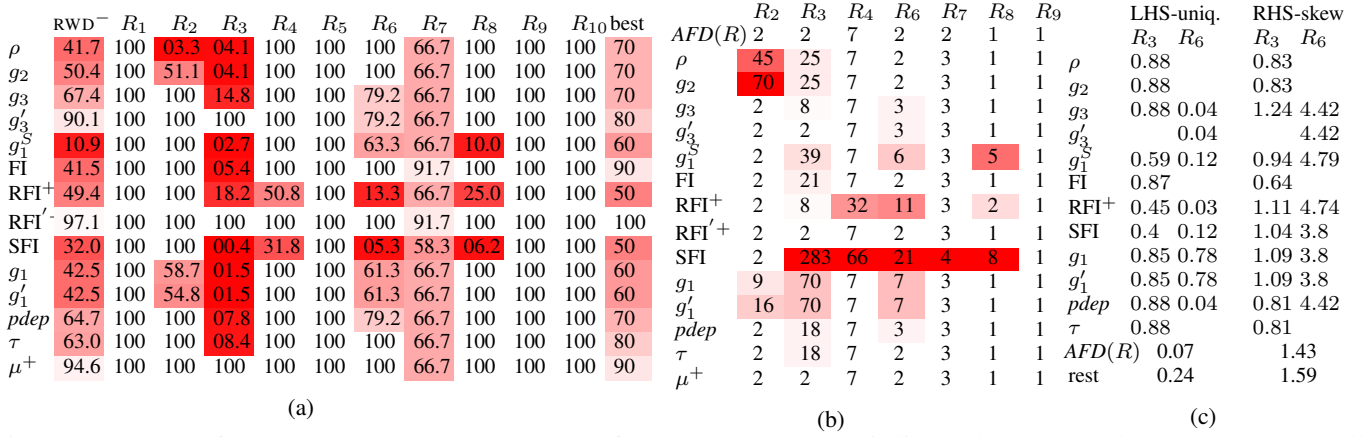 RWD⁻ R₁ R₂ R₃ R₄ R₅ R₆ R₇ R₈ R₉ R₁₀ best
ρ 41.7 100 03.3 04.1 100 100 100 66.7 100 100 100 70
g₂ 50.4 100 51.1 04.1 100 100 100 66.7 100 100 100 70
g₃ 67.4 100 100 14.8 100 100 79.2 66.7 100 100 100 70
g′₃ 90.1 100 100 100 100 100 79.2 66.7 100 100 100 80
g₁ˢ 10.9 100 100 02.7 100 100 63.3 66.7 10.0 100 100 60
FI 41.5 100 100 05.4 100 100 100 91.7 100 100 100 90
RFI⁺ 49.4 100 100 18.2 50.8 100 13.3 66.7 25.0 100 100 50
RFI′ 97.1 100 100 100 100 100 100 91.7 100 100 100 100
SFI 32.0 100 100 00.4 31.8 100 05.3 58.3 06.2 100 100 50
g₁ 42.5 100 58.7 01.5 100 100 61.3 66.7 100 100 100 60
g′₁ 42.5 100 54.8 01.5 100 100 61.3 66.7 100 100 100 60
pdep 64.7 100 100 07.8 100 100 79.2 66.7 100 100 100 70
τ 63.0 100 100 08.4 100 100 100 66.7 100 100 100 80
μ⁺ 94.6 100 100 100 100 100 100 66.7 100 100 100 90
(a)
R₂ R₃ R₄ R₆ R₇ R₈ R₉
AFD(R) 2 2 7 2 2 1 1
ρ 45 25 7 2 3 1 1
g₂ 70 25 7 2 3 1 1
g₃ 2 8 7 3 3 1 1
g′₃ 2 2 7 3 3 1 1
g₁ˢ 2 39 7 6 3 5 1
FI 2 21 7 2 3 1 1
RFI⁺ 2 8 32 11 3 2 1
RFI′⁺ 2 2 7 2 3 1 1
SFI 2 283 66 21 4 8 1
g₁ 9 70 7 7 3 1 1
g′₁ 16 70 7 7 3 1 1
pdep 2 18 7 3 3 1 1
τ 2 18 7 2 3 1 1
μ⁺ 2 2 7 2 3 1 1
(b)
LHS-uniq. RHS-skew
R₃ R₆ R₃ R₆
ρ 0.88 0.83
g₂ 0.88 0.83
g₃ 0.88 0.04 1.24 4.42
g′₃ 0.04 4.42
g₁ˢ 0.59 0.12 0.94 4.79
FI 0.87 0.64
RFI⁺ 0.45 0.03 1.11 4.74
SFI 0.4 0.12 1.04 3.8
g₁ 0.85 0.78 1.09 3.8
g′₁ 0.85 0.78 1.09 3.8
pdep 0.88 0.04 0.81 4.42
τ 0.88 0.81
AFD(R) 0.07 1.43
rest 0.24 1.59
(c)